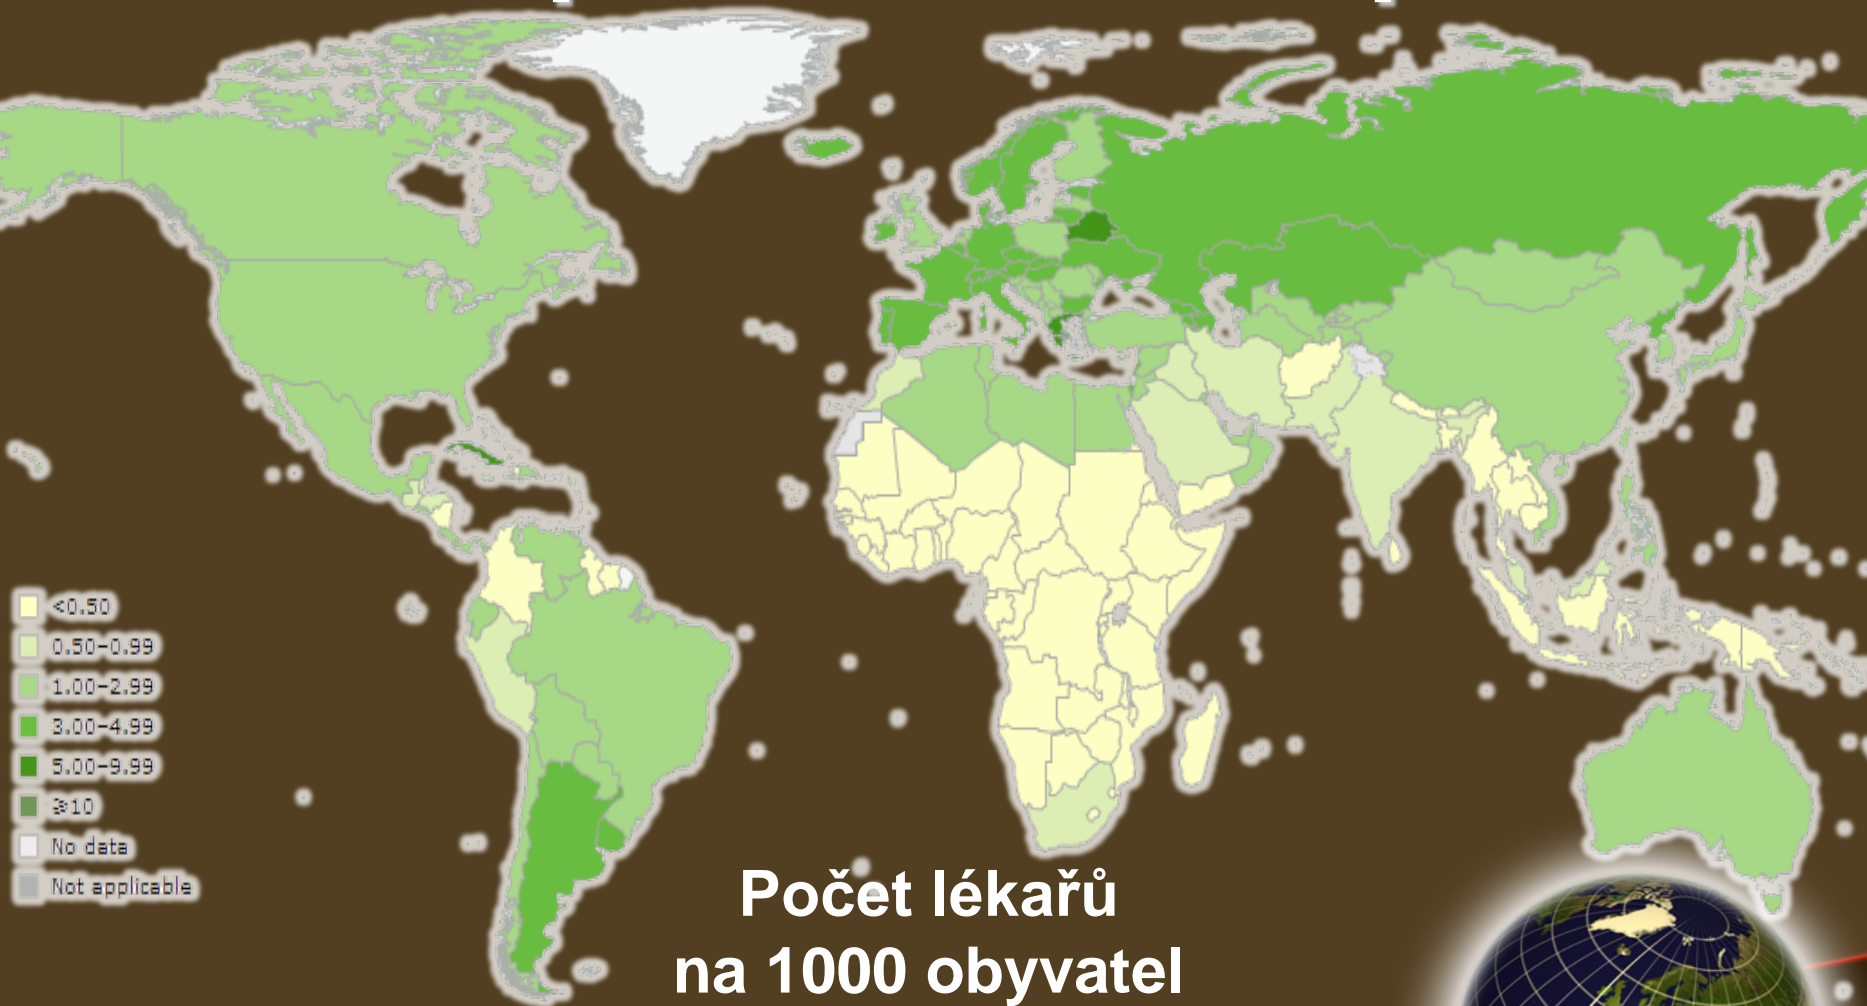 <0.50
0.50-0.99
1.00-2.99
3.00-4.99
5.00-9.99
≥10
No data
Not applicable
Počet lékařů
na 1000 obyvatel